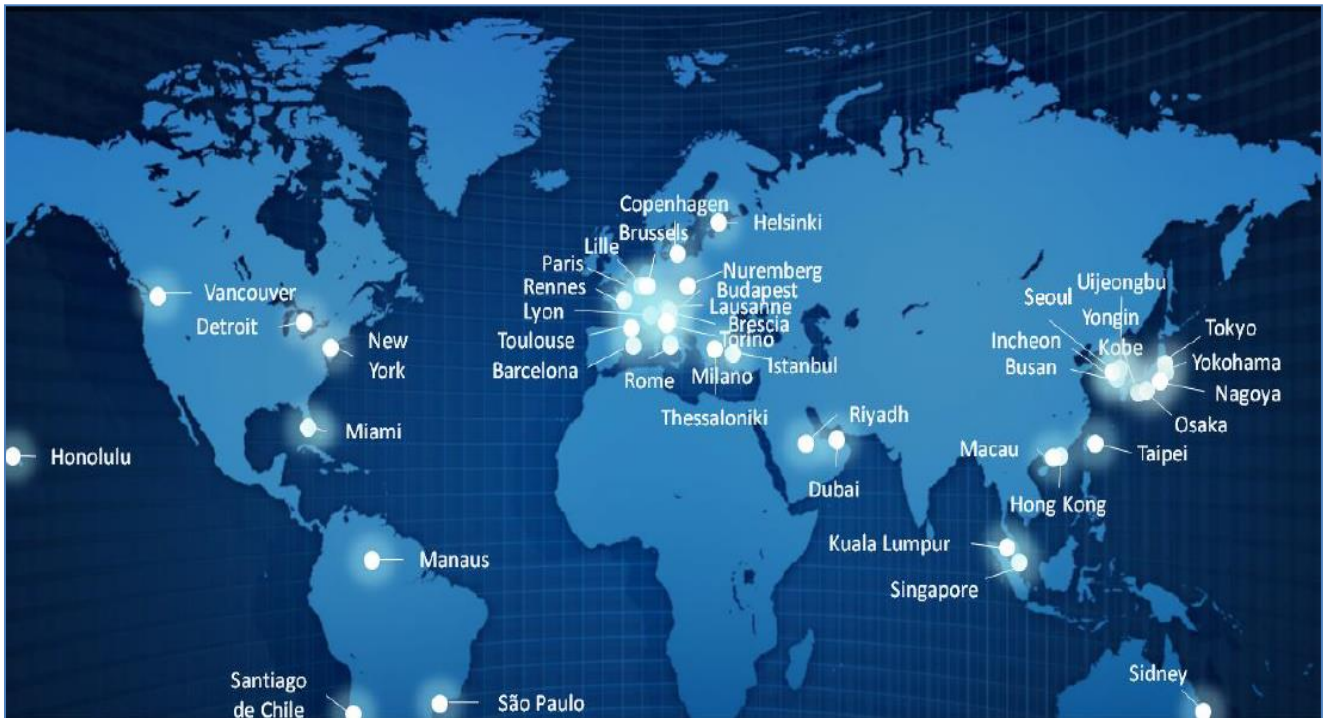 Copenhagen
Helsinki
Brussels
Lille
Paris
Nuremberg
Rennes
Budapest
Lausanne
Lyon
Brescia
Toulouse
Torino
Barcelona
Istanbul
Rome
Milano
Thessaloniki
Vancouver
Detroit
New
York
Miami
Honolulu
Manaus
Santiago
de Chile
São Paulo
Riyadh
Dubai
Uijeongbu
Seoul
Yongin
Tokyo
Incheon
Kobe
Yokohama
Busan
Nagoya
Osaka
Macau
Taipei
Hong Kong
Kuala Lumpur
Singapore
Sidney